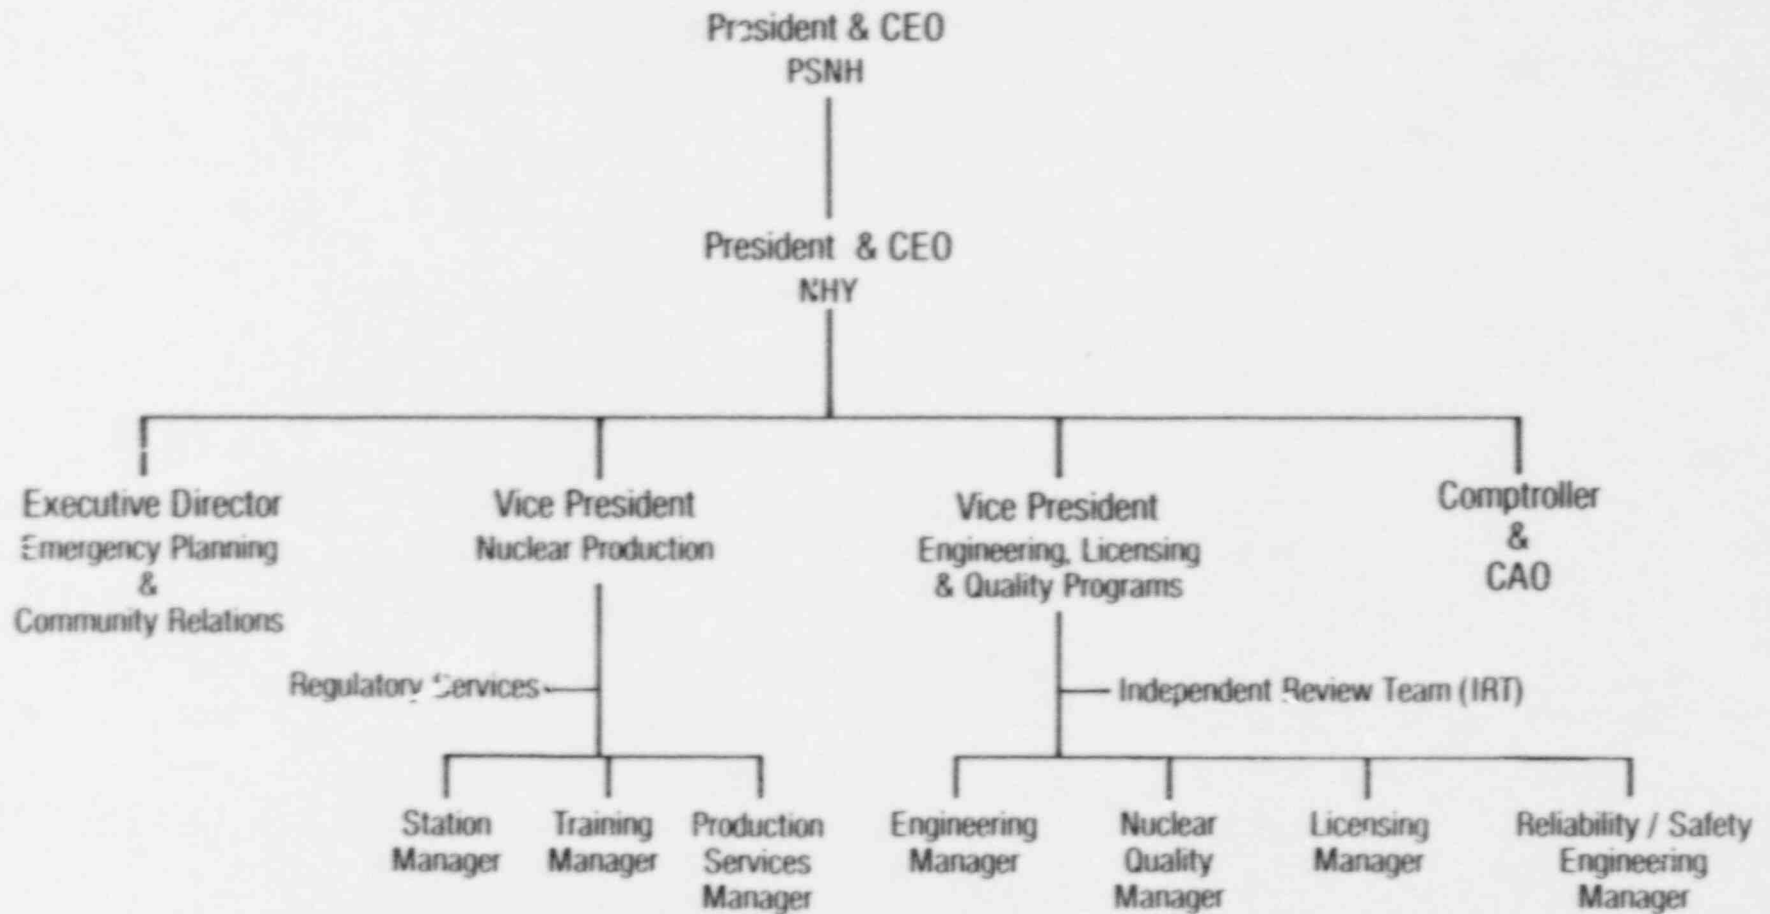 President & CEO
PSNH
President & CEO
NHY
Executive Director
Emergency Planning
&
Community Relations
Vice President
Nuclear Production
Vice President
Engineering, Licensing
& Quality Programs
Comptroller
&
CAO
Regulatory Services
Independent Review Team (IRT)
Station
Manager
Training
Manager
Production
Services
Manager
Engineering
Manager
Nuclear
Quality
Manager
Licensing
Manager
Reliability / Safety
Engineering
Manager